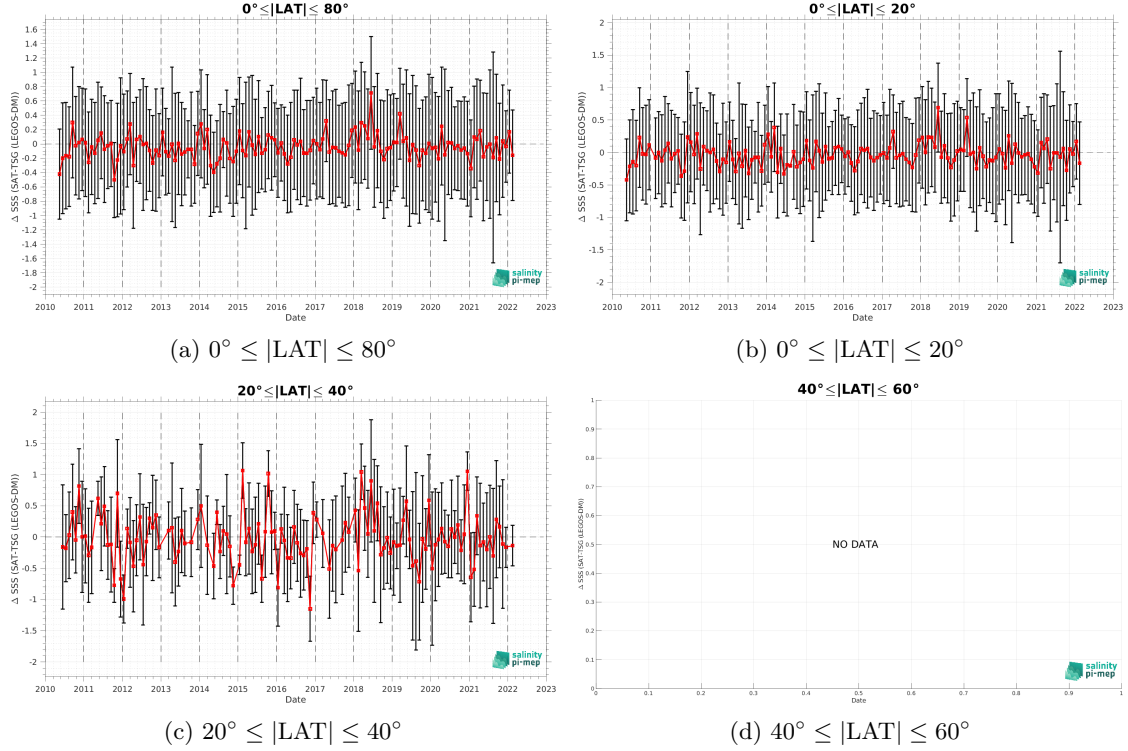 0°≤|LAT|≤ 80°
Δ SSS (SAT-TSG (LEGOS-DM))
1.6
1.4
1.2
1
0.8
0.6
0.4
0.2
0
-0.2
-0.4
-0.6
-0.8
-1
-1.2
-1.4
-1.6
-1.8
-2
2010 2011 2012 2013 2014 2015 2016 2017 2018 2019 2020 2021 2022 2023
Date
salinity
pi-mep
(a) 0° ≤ |LAT| ≤ 80°
0°≤|LAT|≤ 20°
Δ SSS (SAT-TSG (LEGOS-DM))
2
1.5
1
0.5
0
-0.5
-1
-1.5
-2
2010 2011 2012 2013 2014 2015 2016 2017 2018 2019 2020 2021 2022 2023
Date
salinity
pi-mep
(b) 0° ≤ |LAT| ≤ 20°
20°≤|LAT|≤ 40°
Δ SSS (SAT-TSG (LEGOS-DM))
2
1.5
1
0.5
0
-0.5
-1
-1.5
-2
2010 2011 2012 2013 2014 2015 2016 2017 2018 2019 2020 2021 2022 2023
Date
salinity
pi-mep
(c) 20° ≤ |LAT| ≤ 40°
40°≤|LAT|≤ 60°
Δ SSS (SAT-TSG (LEGOS-DM))
1
0.9
0.8
0.7
0.6
0.5
0.4
0.3
0.2
0.1
0
NO DATA
0 0.1 0.2 0.3 0.4 0.5 0.6 0.7 0.8 0.9 1
Date
salinity
pi-mep
(d) 40° ≤ |LAT| ≤ 60°